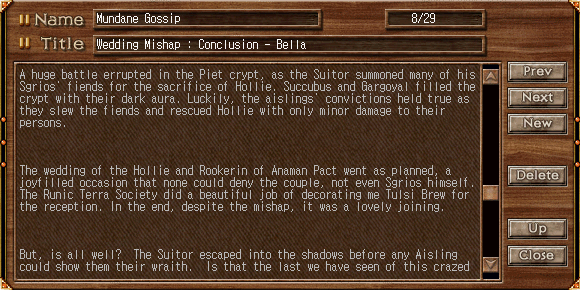 Name
Mundane Gossip
8/29
Title
Wedding Mishap : Conclusion - Bella
A huge battle errupted in the Piet crypt, as the Suitor summoned many of his
Sgrios' fiends for the sacrifice of Hollie. Succubus and Gargoyal filled the
crypt with their dark aura. Luckily, the aislings' convictions held true as
they slew the fiends and rescued Hollie with only minor damage to their
persons.
The wedding of the Hollie and Rookerin of Anaman Pact went as planned, a
joyfilled occasion that none could deny the couple, not even Sgrios himself.
The Runic Terra Society did a beautiful job of decorating me Tulsi Brew for
the reception. In the end, despite the mishap, it was a lovely joining.
But, is all well?  The Suitor escaped into the shadows before any Aisling
could show them their wraith.  Is that the last we have seen of this crazed
Prev
Next
New
Delete
Up
Close